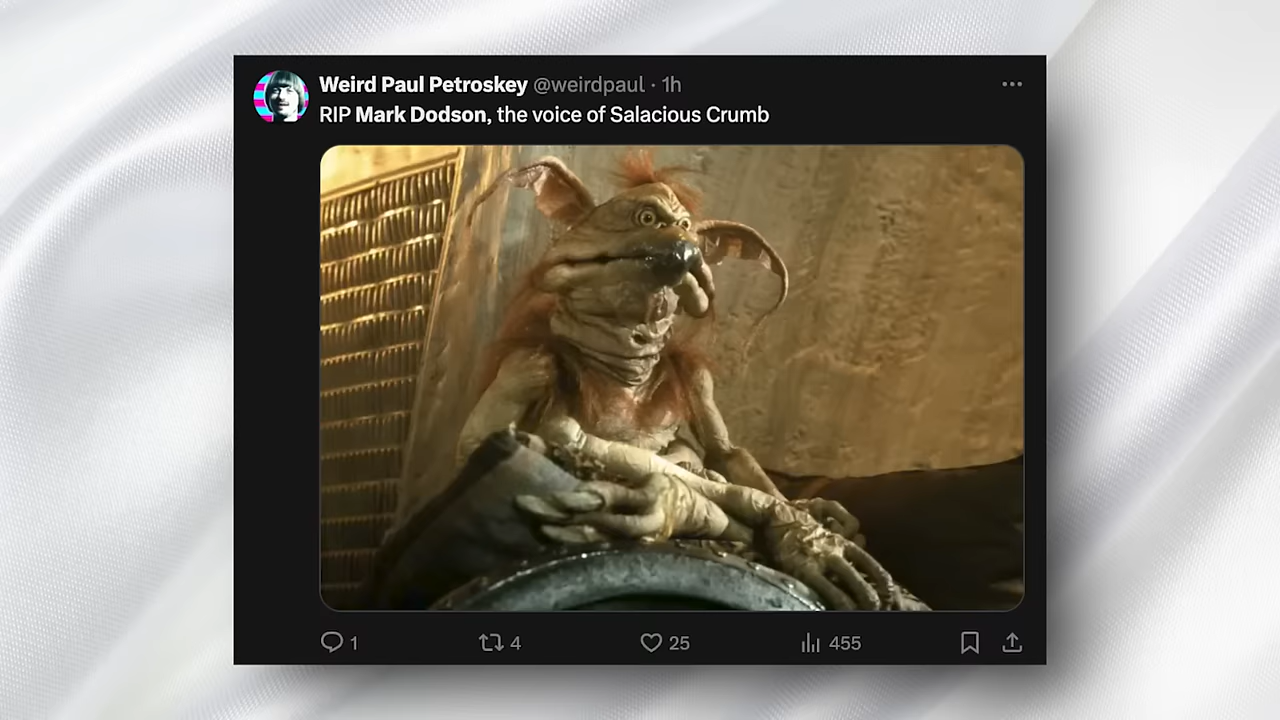 Weird Paul Petroskey @weirdpaul · 1h
RIP Mark Dodson, the voice of Salacious Crumb
1 4 25 455